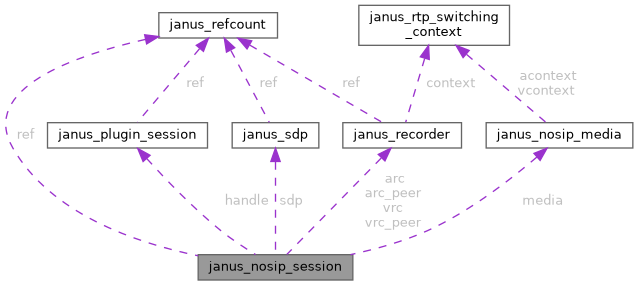 janus_refcount
janus_rtp_switching
_context
ref
ref
ref
context
acontext
vcontext
ref
janus_plugin_session
janus_sdp
janus_recorder
janus_nosip_media
handle
sdp
arc
arc_peer
vrc
vrc_peer
media
janus_nosip_session